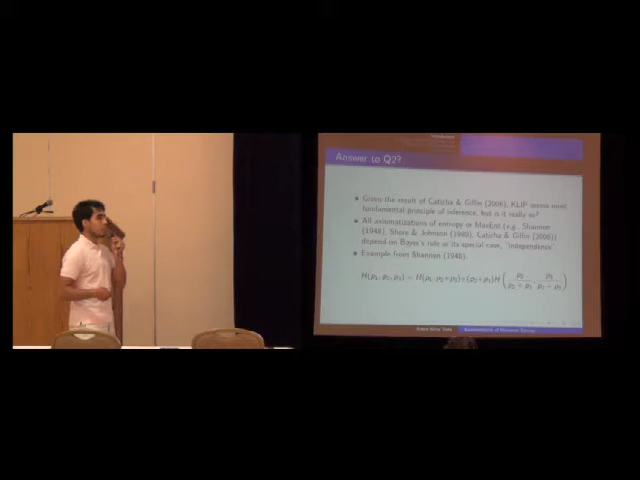 Answer to Q2?
Given the result of Caticha & Giffin (2006), KLIP seems most
fundamental principle of inference, but is it really so?
All axiomatizations of entropy or MaxEnt (e.g., Shannon
(1948), Shore & Johnson (1980), Caticha & Giffin (2006))
depend on Bayes's rule or its special case, "independence".
Example from Shannon (1948):
H(p₁, p₂, p₃) = H(p₁, p₂+p₃)+(p₂+p₃)H(p₂/(p₂+p₃), p₃/(p₂+p₃))